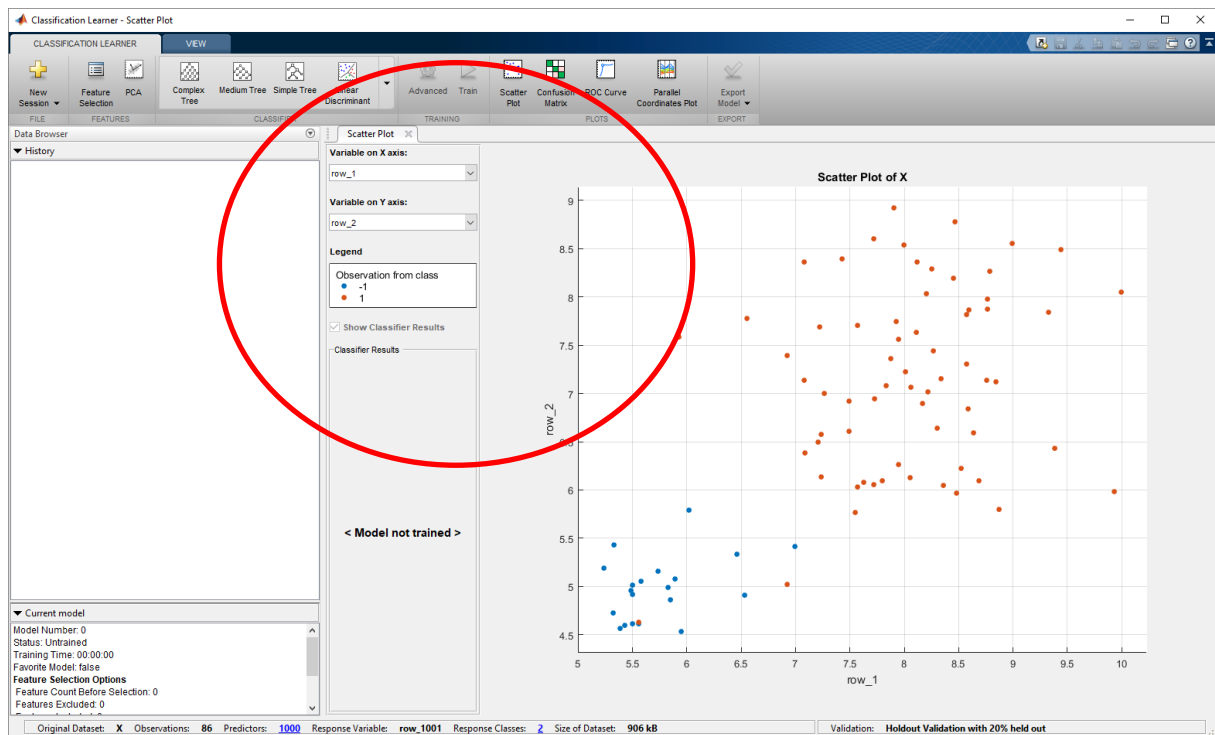 Classification Learner - Scatter Plot
CLASSIFICATION LEARNER VIEW
New Session Feature Selection PCA Complex Tree Medium Tree Simple Tree Linear Discriminant Advanced Train Scatter Plot Confusion Matrix ROC Curve Parallel Coordinates Plot Export Model
FILE FEATURES CLASSIFIER TRAINING PLOTS EXPORT
Data Browser
History
Scatter Plot
Variable on X axis:
row_1
Variable on Y axis:
row_2
Legend
Observation from class
-1
1
Show Classifier Results
Classifier Results
< Model not trained >
Scatter Plot of X
9
8.5
8
7.5
7
6.5
6
5.5
5
4.5
row_2
5 5.5 6 6.5 7 7.5 8 8.5 9 9.5 10
row_1
Current model
Model Number: 0
Status: Untrained
Training Time: 00:00:00
Favorite Model: false
Feature Selection Options
Feature Count Before Selection: 0
Features Excluded: 0
Original Dataset: X Observations: 86 Predictors: 1000 Response Variable: row_1001 Response Classes: 2 Size of Dataset: 906 kB Validation: Holdout Validation with 20% held out